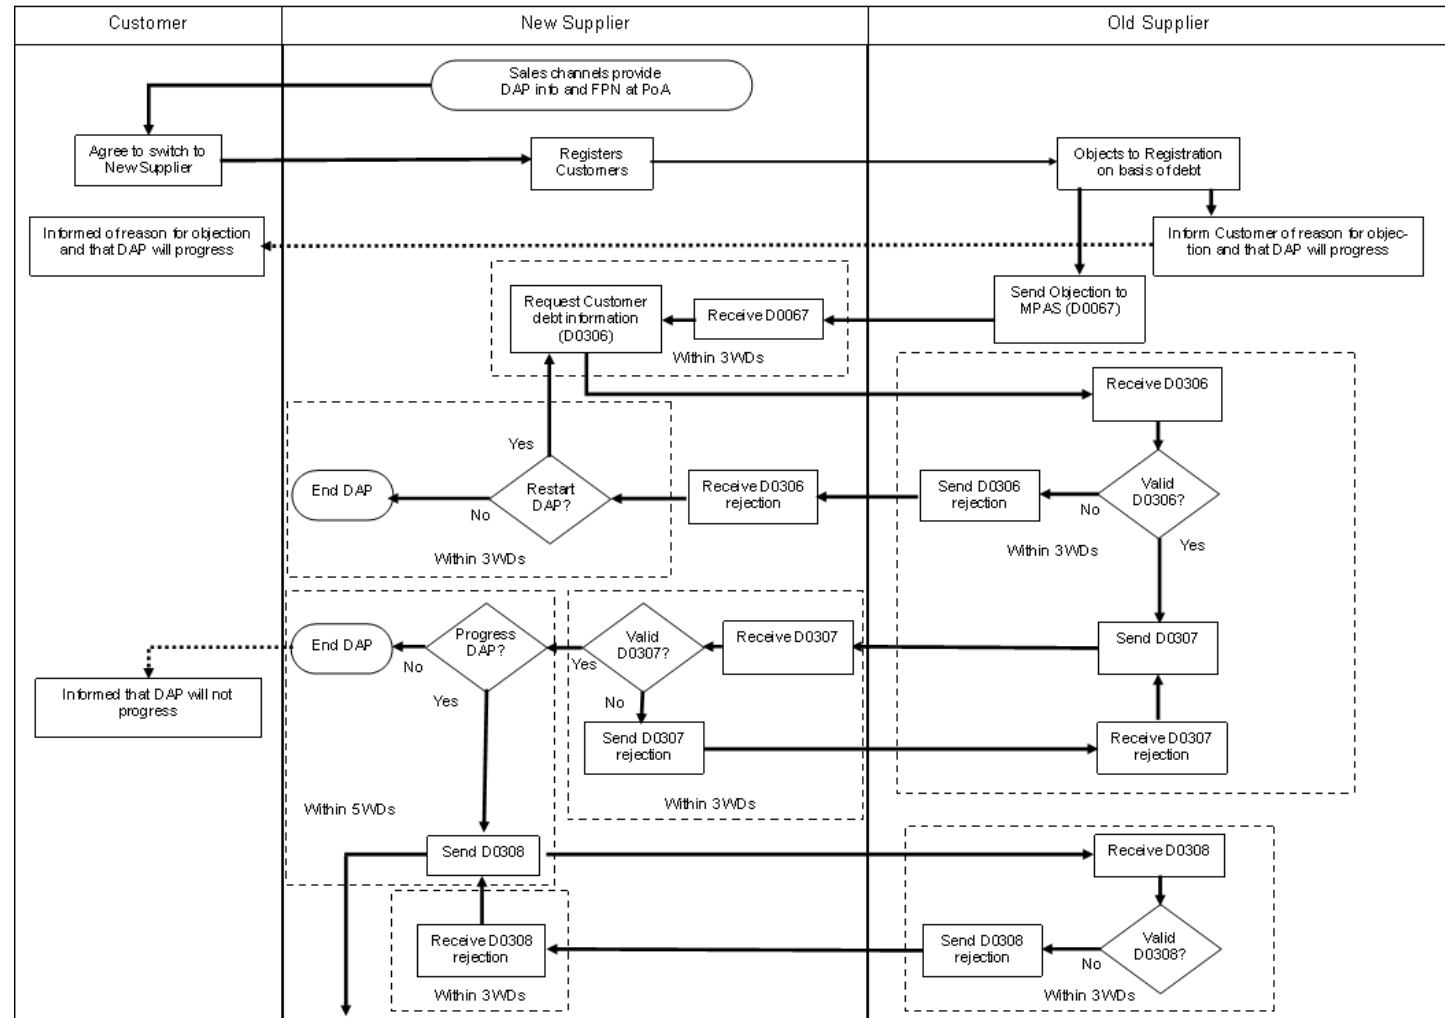 Customer
New Supplier
Old Supplier
Sales channels provide
DAP info and FPN at PoA
Agree to switch to
New Supplier
Registers
Customers
Objects to Registration
on basis of debt
Informed of reason for objection
and that DAP will progress
Inform Customer of reason for objec-
tion and that DAP will progress
Request Customer
debt information
(D0306)
Receive D0067
Send Objection to
MPAS (D0067)
Within 3WDs
Receive D0306
Yes
End DAP
No
Restart
DAP?
Receive D0306
rejection
Send D0306
rejection
No
Valid
D0306?
Within 3WDs
Within 3WDs
Yes
End DAP
No
Progress
DAP?
Yes
Valid
D0307?
Receive D0307
Send D0307
Informed that DAP will not
progress
Yes
No
Send D0307
rejection
Receive D0307
rejection
Within 5WDs
Within 3WDs
Send D0308
Receive D0308
Receive D0308
rejection
Send D0308
rejection
No
Valid
D0308?
Within 3WDs
Within 3WDs